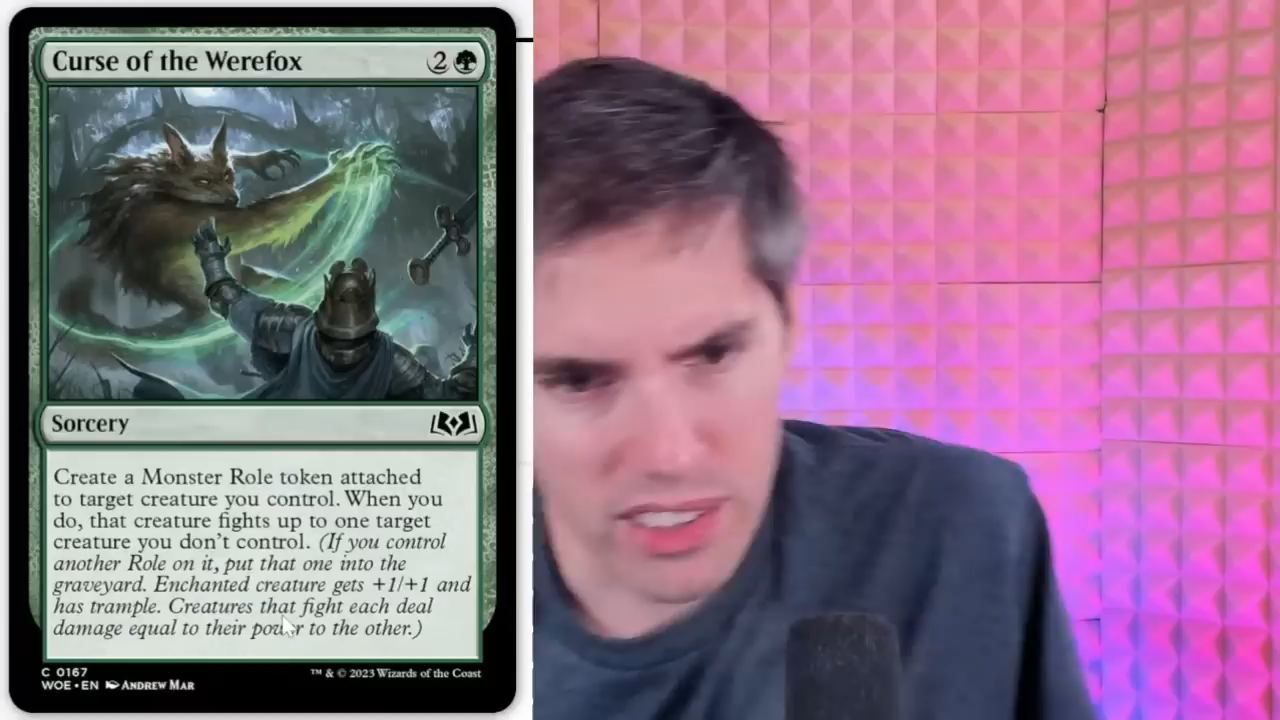 Curse of the Werefox 2
Sorcery
Create a Monster Role token attached
to target creature you control. When you
do, that creature fights up to one target
creature you don't control. (If you control
another Role on it, put that one into the
graveyard. Enchanted creature gets +1/+1 and
has trample. Creatures that fight each deal
damage equal to their power to the other.)
C 0167
WOE • EN ANDREW MAR
™ & © 2023 Wizards of the Coast